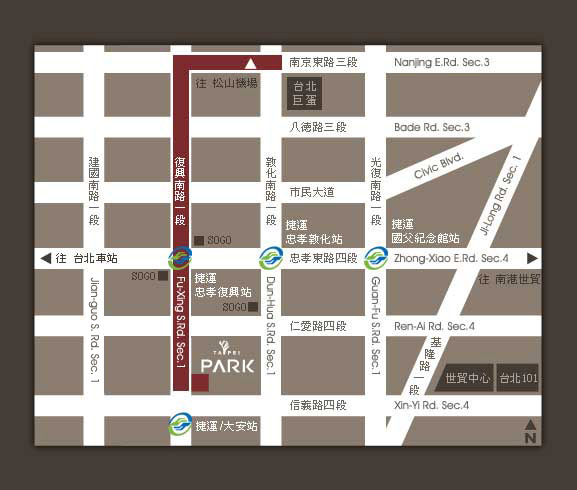 南京東路三段
Nanjing E.Rd. Sec.3
往 松山機場
台北
巨蛋
八德路三段
Bade Rd. Sec.3
建國南路一段
復興南路一段
敦化南路一段
光復南路一段
Civic Blvd.
Ji-Long Rd. Sec. 1
市民大道
捷運
忠孝敦化站
捷運
國父紀念館站
SOGO
往 台北車站
忠孝東路四段
Zhong-Xiao E.Rd. Sec.4
SOGO
捷運
忠孝復興站
往 南港世貿
SOGO
Jian-guo S. Rd. Sec. 1
Fu-Xing S.Rd. Sec.1
Dun-Hua S.Rd. Sec.1
Guan-Fu S.Rd. Sec.1
仁愛路四段
Ren-Ai Rd. Sec.4
基隆路一段
TAIPEI
PARK
世貿中心
台北101
信義路四段
Xin-Yi Rd. Sec.4
捷運/大安站
N